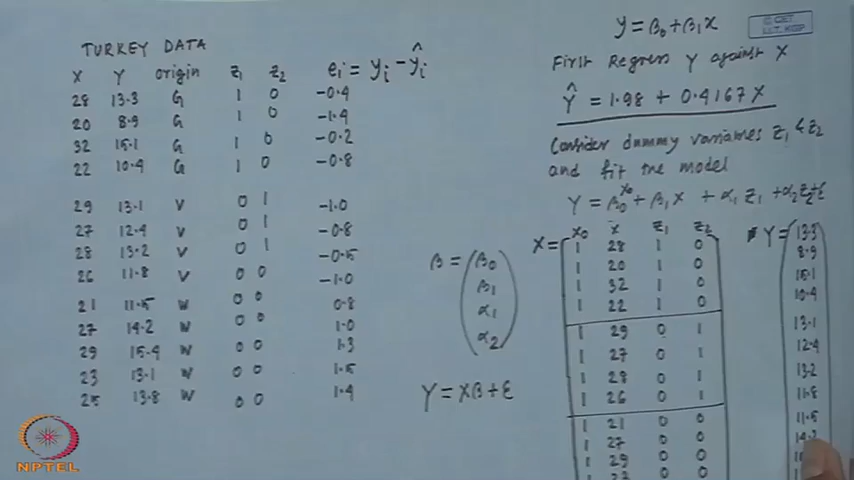 TURKEY DATA
X Y origin Z1 Z2 ei = yi - ŷi
28 13.3 G 1 0 -0.4
20 8.9 G 1 0 -1.4
32 15.1 G 1 0 -0.2
22 10.4 G 1 0 -0.8
29 13.1 V 0 1 -1.0
27 12.4 V 0 1 -0.8
28 13.2 V 0 1 -0.15
26 11.8 V 0 0 -1.0
21 11.5 W 0 0 0.8
27 14.2 W 0 0 1.0
29 15.4 W 0 0 1.3
23 13.1 W 0 0 1.5
25 13.8 W 0 0 1.4
β = (β0
β1
α1
α2)
Y = Xβ + ε
y = β0 + β1x
First Regress Y against X
Ŷ = 1.98 + 0.4167 X
Consider dummy variables Z1 & Z2
and fit the model
Y = β0X0 + β1X + α1Z1 + α2Z2 + ε
X0 X Z1 Z2
X = 1 28 1 0
1 20 1 0
1 32 1 0
1 22 1 0
1 29 0 1
1 27 0 1
1 28 0 1
1 26 0 1
1 21 0 0
1 27 0 0
1 29 0 0
1 23 0 0
Y = 13.3
8.9
15.1
10.4
13.1
12.4
13.2
11.8
11.5
14.2
© CET
I.I.T. KGP
NPTEL